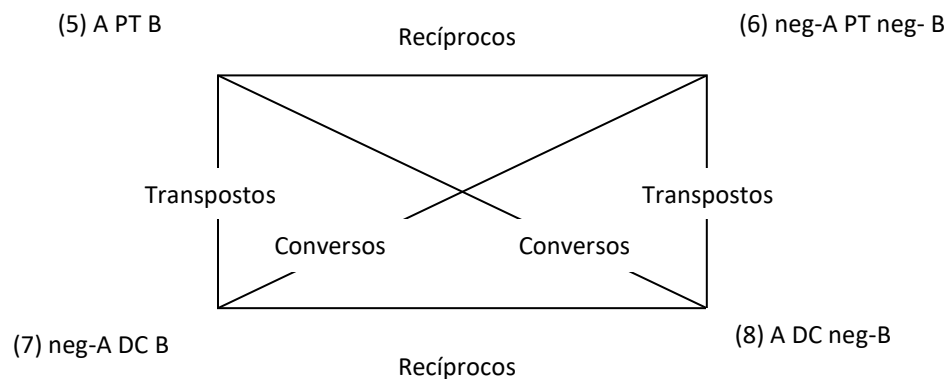 (5) A PT B
Recíprocos
(6) neg-A PT neg- B
Transpostos
Transpostos
Conversos
Conversos
(7) neg-A DC B
Recíprocos
(8) A DC neg-B